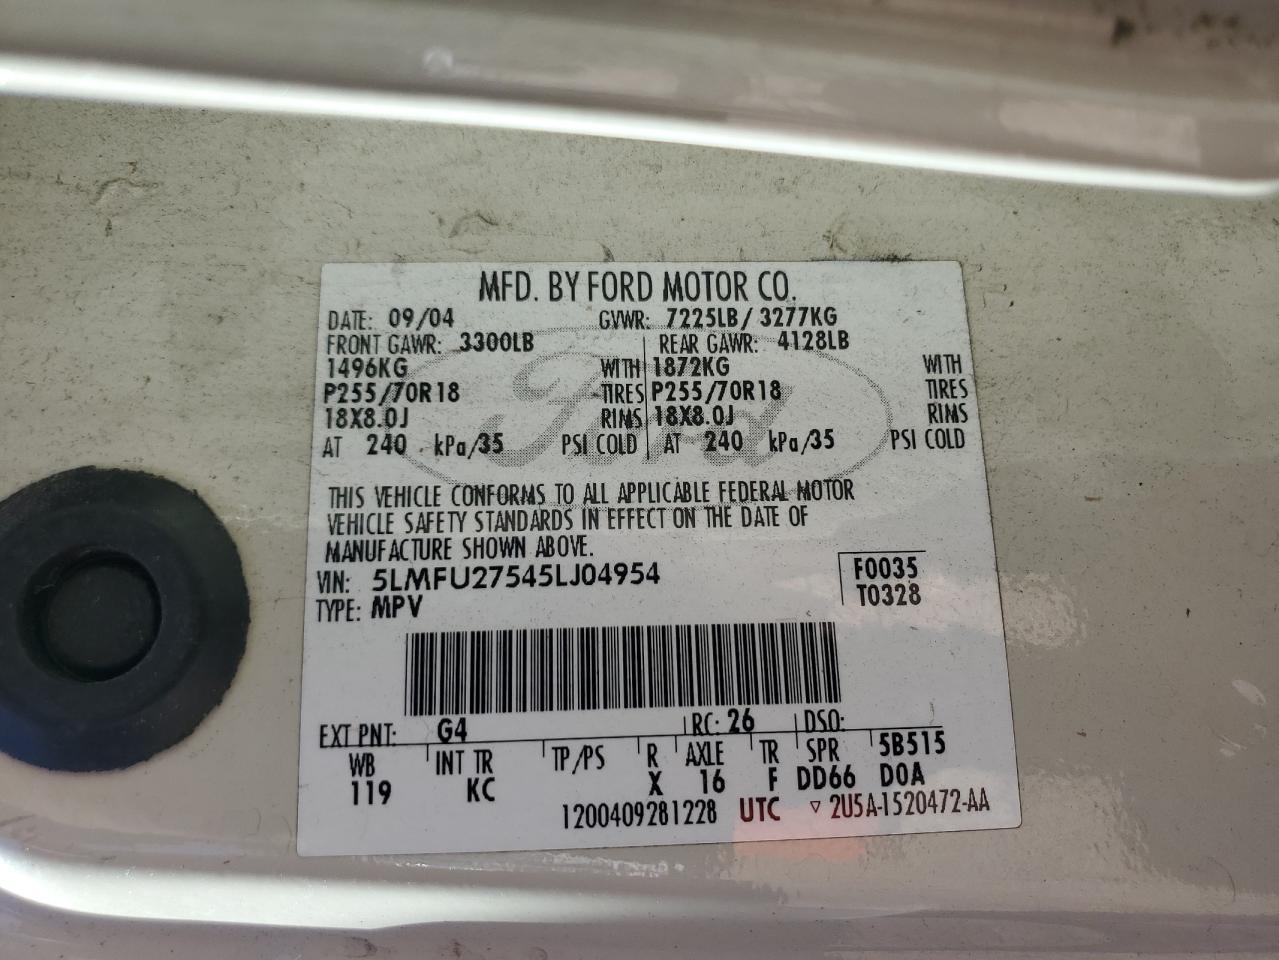 MFD. BY FORD MOTOR CO.
DATE: 09/04 GVWR: 7225LB/ 3277KG
FRONT GAWR: 3300LB REAR GAWR: 4128LB
1496KG WITH 1872KG WITH
P255/70R18 TIRES P255/70R18 TIRES
18X8.0J RIMS 18X8.0J RIMS
AT 240 kPa/35 PSI COLD AT 240 kPa/35 PSI COLD
Ford
THIS VEHICLE CONFORMS TO ALL APPLICABLE FEDERAL MOTOR
VEHICLE SAFETY STANDARDS IN EFFECT ON THE DATE OF
MANUFACTURE SHOWN ABOVE.
VIN: 5LMFU27545LJ04954 F0035
TYPE: MPV T0328
EXT PNT: G4 RC: 26 DSO:
WB INT TR TP/PS R AXLE TR SPR 5B515
119 KC X 16 F DD66 D0A
1200409281228 UTC ▽ 2U5A-1520472-AA